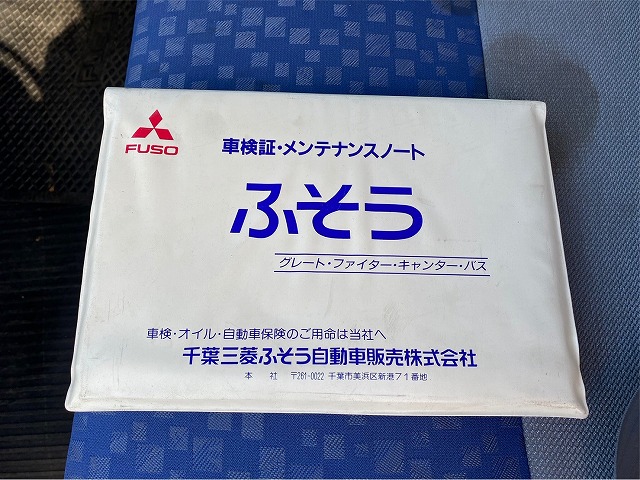 FUSO
車検証・メンテナンスノート
ふそう
グレート・ファイター・キャンター・バス
車検・オイル・自動車保険のご用命は当社へ
千葉三菱ふそう自動車販売株式会社
本 社 〒261-0022 千葉市美浜区新港71番地